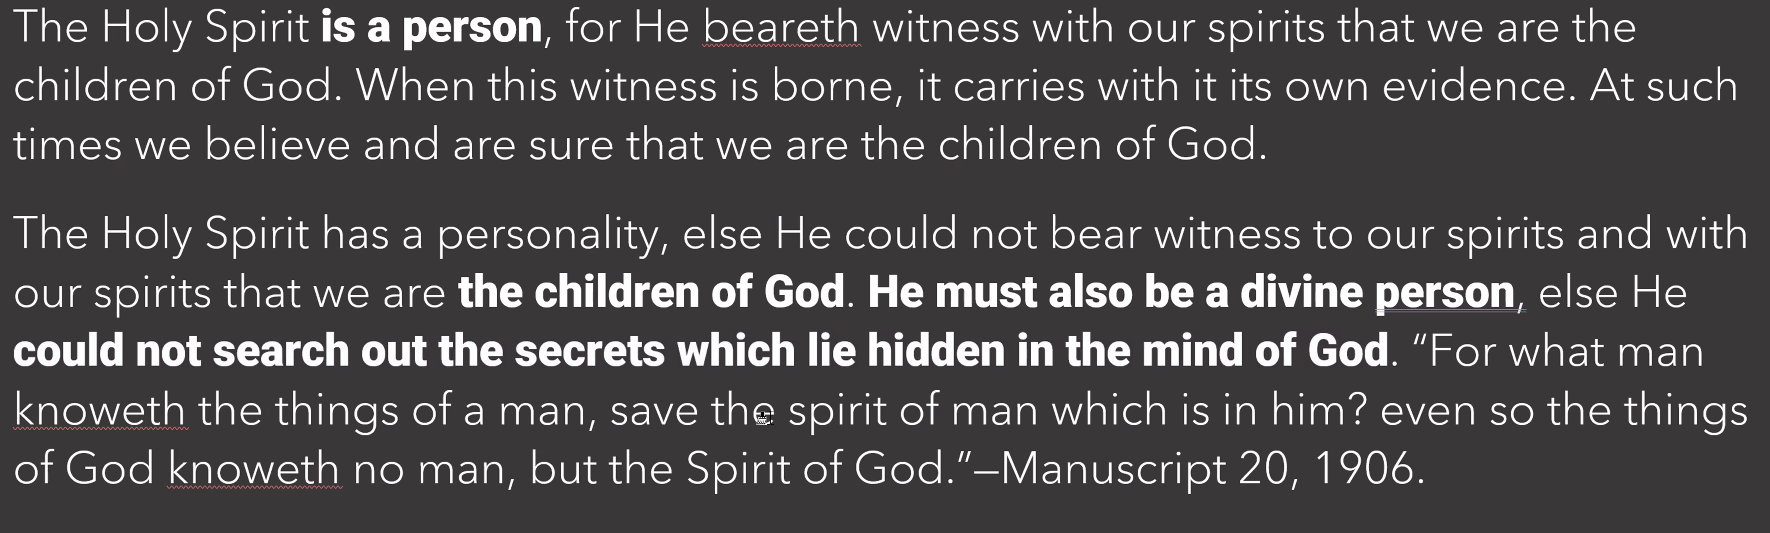 The Holy Spirit is a person, for He beareth witness with our spirits that we are the
children of God. When this witness is borne, it carries with it its own evidence. At such
times we believe and are sure that we are the children of God.
The Holy Spirit has a personality, else He could not bear witness to our spirits and with
our spirits that we are the children of God. He must also be a divine person, else He
could not search out the secrets which lie hidden in the mind of God. “For what man
knoweth the things of a man, save the spirit of man which is in him? even so the things
of God knoweth no man, but the Spirit of God.”—Manuscript 20, 1906.